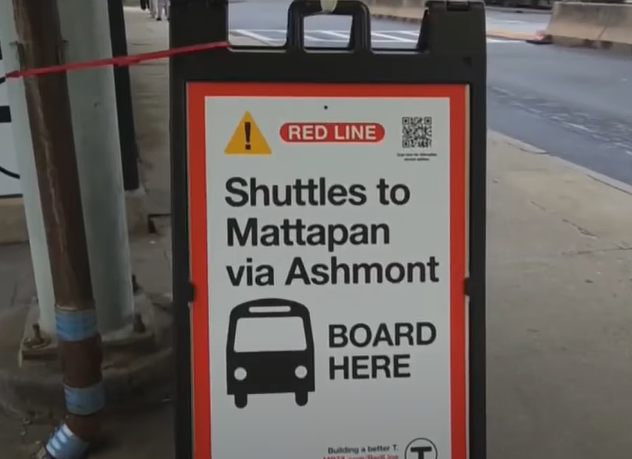 RED LINE
Shuttles to
Mattapan
via Ashmont
BOARD
HERE
Building a better T.
T